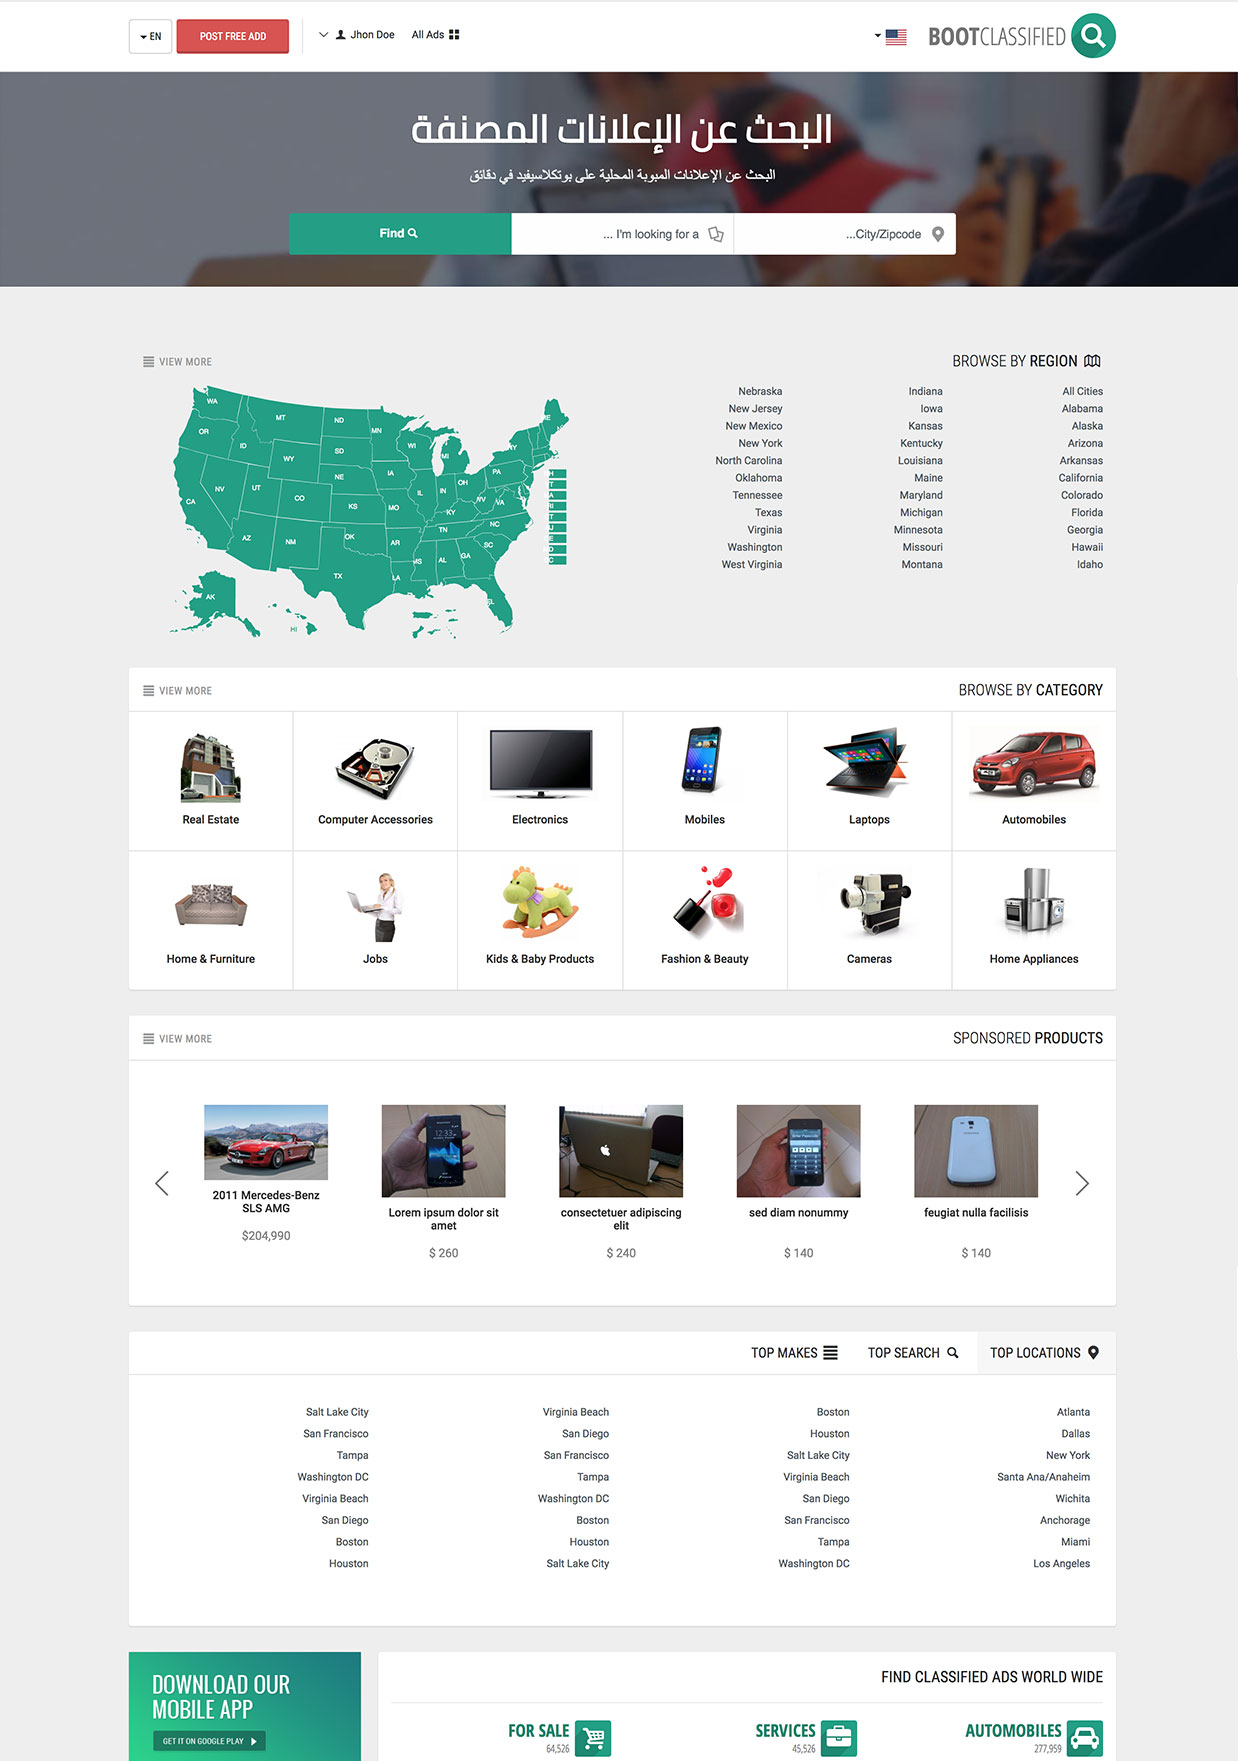 EN
POST FREE ADD
Jhon Doe
All Ads
BOOTCLASSIFIED
البحث عن الإعلانات المصنفة
البحث عن الإعلانات المبوبة المحلية على بوتكلاسيفيد في دقائق
Find
... I'm looking for a
...City/Zipcode
VIEW MORE
BROWSE BY REGION
WA
MT
ND
MN
OR
ID
WY
SD
WI
MI
NY
ME
NE
IA
PA
NV
UT
CO
IL
IN
OH
CA
KS
MO
KY
WV
VA
AZ
NM
OK
AR
TN
NC
SC
TX
LA
MS
AL
GA
FL
AK
HI
Nebraska
New Jersey
New Mexico
New York
North Carolina
Oklahoma
Tennessee
Texas
Virginia
Washington
West Virginia
Indiana
Iowa
Kansas
Kentucky
Louisiana
Maine
Maryland
Michigan
Minnesota
Missouri
Montana
All Cities
Alabama
Alaska
Arizona
Arkansas
California
Colorado
Florida
Georgia
Hawaii
Idaho
VIEW MORE
BROWSE BY CATEGORY
Real Estate
Computer Accessories
Electronics
Mobiles
Laptops
Automobiles
Home & Furniture
Jobs
Kids & Baby Products
Fashion & Beauty
Cameras
Home Appliances
VIEW MORE
SPONSORED PRODUCTS
2011 Mercedes-Benz
SLS AMG
$204,990
Lorem ipsum dolor sit
amet
$ 260
consectetuer adipiscing
elit
$ 240
sed diam nonummy
$ 140
feugiat nulla facilisis
$ 140
TOP MAKES
TOP SEARCH
TOP LOCATIONS
Salt Lake City
San Francisco
Tampa
Washington DC
Virginia Beach
San Diego
Boston
Houston
Virginia Beach
San Diego
San Francisco
Tampa
Washington DC
Boston
Houston
Salt Lake City
Boston
Houston
Salt Lake City
Virginia Beach
San Diego
San Francisco
Tampa
Washington DC
Atlanta
Dallas
New York
Santa Ana/Anaheim
Wichita
Anchorage
Miami
Los Angeles
DOWNLOAD OUR
MOBILE APP
GET IT ON GOOGLE PLAY
FIND CLASSIFIED ADS WORLD WIDE
FOR SALE
64,526
SERVICES
45,526
AUTOMOBILES
277,959